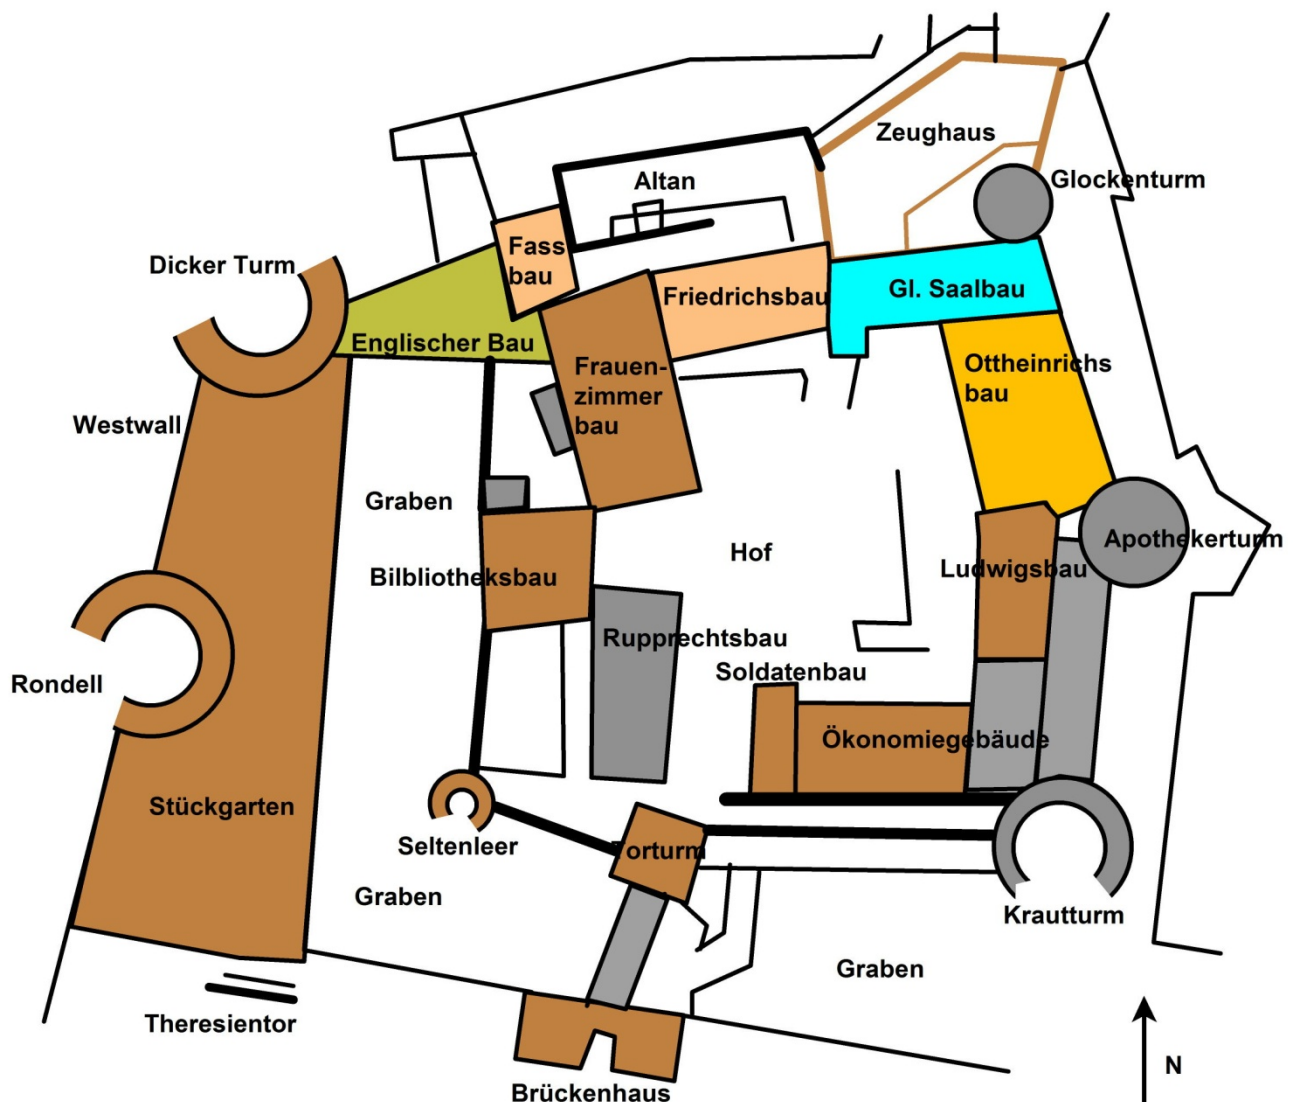 Zeughaus
Altan
Glockenturm
Fass
bau
Dicker Turm
Friedrichsbau
Gl. Saalbau
Englischer Bau
Frauen-
zimmer
bau
Ottheinrichs
bau
Westwall
Graben
Hof
Apothekerturm
Ludwigsbau
Bilbliotheksbau
Rupprechtsbau
Soldatenbau
Rondell
Ökonomiegebäude
Stückgarten
Seltenleer
Torturm
Graben
Krautturm
Graben
Theresientor
N
Brückenhaus